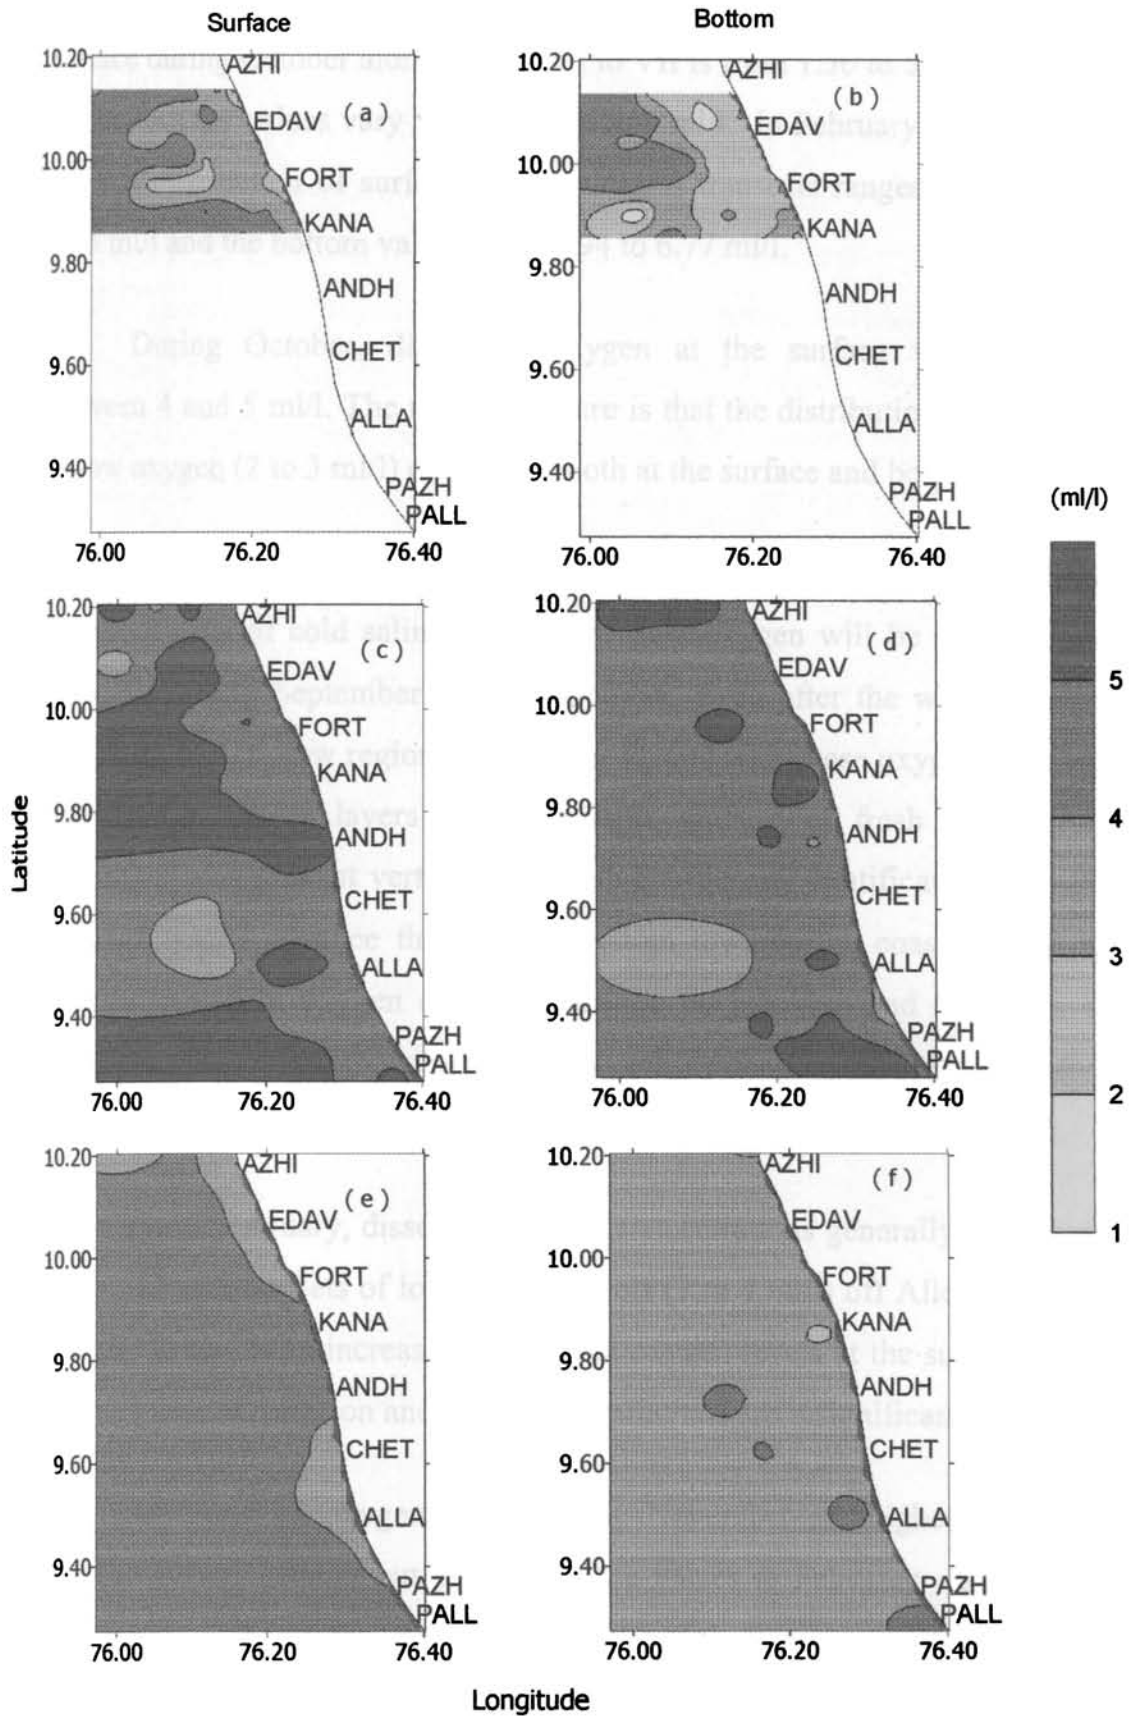 Surface
Bottom
10.20
10.00
9.80
9.60
9.40
76.00 76.20 76.40
AZHI
(a)
EDAV
FORT
KANA
ANDH
CHET
ALLA
PAZH
PALL
10.20
10.00
9.80
9.60
9.40
76.00 76.20 76.40
AZHI
(b)
EDAV
FORT
KANA
ANDH
CHET
ALLA
PAZH
PALL
(ml/l)
5
4
3
2
1
Latitude
10.20
10.00
9.80
9.60
9.40
76.00 76.20 76.40
AZHI
(c)
EDAV
FORT
KANA
ANDH
CHET
ALLA
PAZH
PALL
10.20
10.00
9.80
9.60
9.40
76.00 76.20 76.40
AZHI
(d)
EDAV
FORT
KANA
ANDH
CHET
ALLA
PAZH
PALL
10.20
10.00
9.80
9.60
9.40
76.00 76.20 76.40
AZHI
(e)
EDAV
FORT
KANA
ANDH
CHET
ALLA
PAZH
PALL
10.20
10.00
9.80
9.60
9.40
76.00 76.20 76.40
AZHI
(f)
EDAV
FORT
KANA
ANDH
CHET
ALLA
PAZH
PALL
Longitude